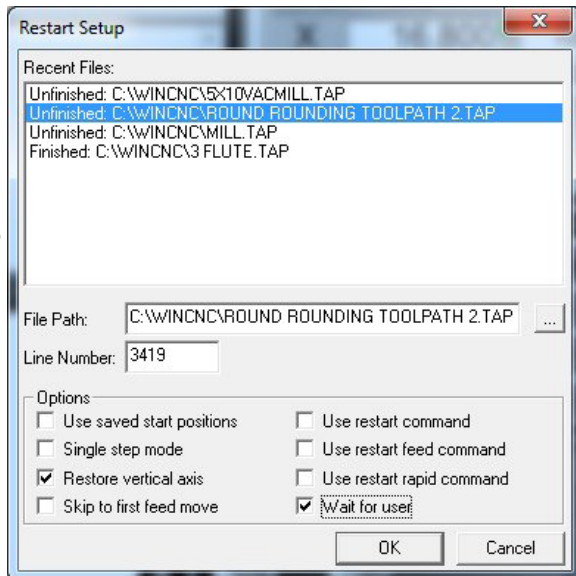 Restart Setup
Recent Files:
Unfinished: C:\WINCNC\5X10VACMILL.TAP
Unfinished: C:\WINCNC\ROUND ROUNDING TOOLPATH 2.TAP
Unfinished: C:\WINCNC\MILL.TAP
Finished: C:\WINCNC\3 FLUTE.TAP
File Path: C:\WINCNC\ROUND ROUNDING TOOLPATH 2.TAP ...
Line Number: 3419
Options
Use saved start positions Use restart command
Single step mode Use restart feed command
Restore vertical axis Use restart rapid command
Skip to first feed move Wait for user
OK Cancel